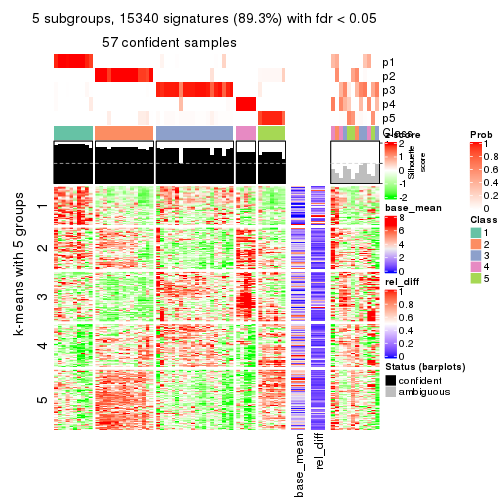 5 subgroups, 15340 signatures (89.3%) with fdr < 0.05
57 confident samples
p1
p2
p3
p4
p5
Class
z-score
2
1
0
-1
-2
Silhouette
score
Prob
1
0.8
0.6
0.4
0.2
0
Class
1
2
3
4
5
base_mean
8
6
4
2
0
rel_diff
1
0.8
0.6
0.4
0.2
0
Status (barplots)
confident
ambiguous
k-means with 5 groups
1
2
3
4
5
base_mean
rel_diff